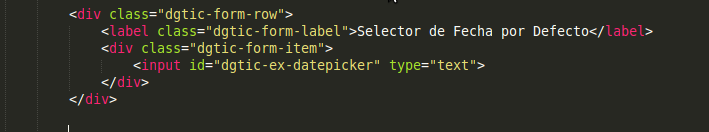 <div class="dgtic-form-row">
<label class="dgtic-form-label">Selector de Fecha por Defecto</label>
<div class="dgtic-form-item">
<input id="dgtic-ex-datepicker" type="text">
</div>
</div>